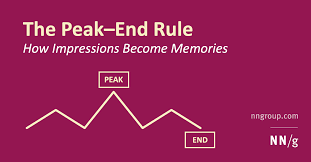 The Peak–End Rule
How Impressions Become Memories
PEAK
END
nngroup.com
NN/g